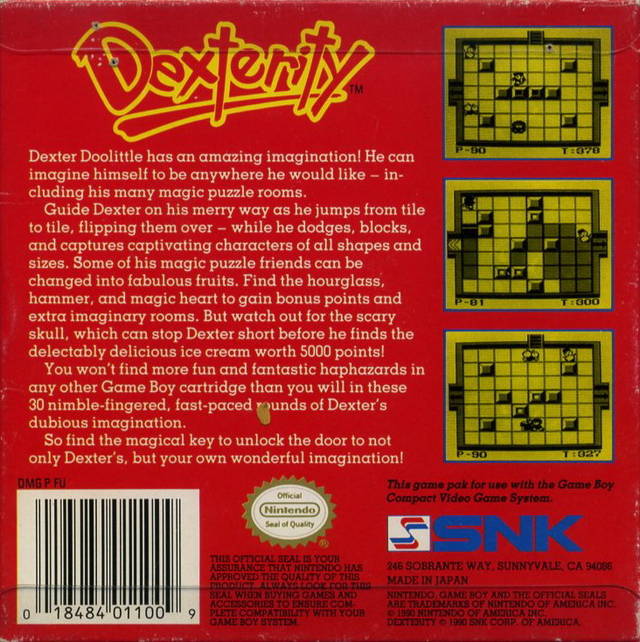 Dexterity TM
P-90 T:378
Dexter Doolittle has an amazing imagination! He can
imagine himself to be anywhere he would like – in-
cluding his many magic puzzle rooms.
Guide Dexter on his merry way as he jumps from tile
to tile, flipping them over – while he dodges, blocks,
and captures captivating characters of all shapes and
sizes. Some of his magic puzzle friends can be
changed into fabulous fruits. Find the hourglass,
hammer, and magic heart to gain bonus points and
extra imaginary rooms. But watch out for the scary
skull, which can stop Dexter short before he finds the
delectably delicious ice cream worth 5000 points!
You won't find more fun and fantastic haphazards in
any other Game Boy cartridge than you will in these
30 nimble-fingered, fast-paced rounds of Dexter's
dubious imagination.
So find the magical key to unlock the door to not
only Dexter's, but your own wonderful imagination!
P-81 T:300
P-90 T:327
DMG P FU
0 18484 01100 9
Official
Nintendo
Seal of Quality
®
THIS OFFICIAL SEAL IS YOUR
ASSURANCE THAT NINTENDO HAS
APPROVED THE QUALITY OF THIS
PRODUCT. ALWAYS LOOK FOR THIS
SEAL WHEN BUYING GAMES AND
ACCESSORIES TO ENSURE COM-
PLETE COMPATIBILITY WITH YOUR
GAME BOY SYSTEM.
This game pak for use with the Game Boy
Compact Video Game System.
SNK
246 SOBRANTE WAY, SUNNYVALE, CA 94086
MADE IN JAPAN
NINTENDO, GAME BOY AND THE OFFICIAL SEALS
ARE TRADEMARKS OF NINTENDO OF AMERICA INC.
© 1990 NINTENDO OF AMERICA INC.
DEXTERITY © 1990 SNK CORP. OF AMERICA.